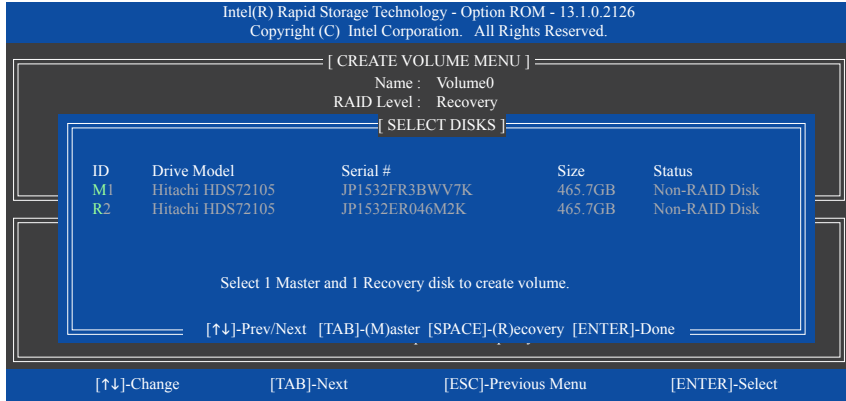 Intel(R) Rapid Storage Technology - Option ROM - 13.1.0.2126
Copyright (C) Intel Corporation. All Rights Reserved.
[ CREATE VOLUME MENU ]
Name : Volume0
RAID Level : Recovery
[ SELECT DISKS ]
ID Drive Model Serial # Size Status
M1 Hitachi HDS72105 JP1532FR3BWV7K 465.7GB Non-RAID Disk
R2 Hitachi HDS72105 JP1532ER046M2K 465.7GB Non-RAID Disk
Select 1 Master and 1 Recovery disk to create volume.
[↑↓]-Prev/Next [TAB]-(M)aster [SPACE]-(R)ecovery [ENTER]-Done
[↑↓]-Change [TAB]-Next [ESC]-Previous Menu [ENTER]-Select